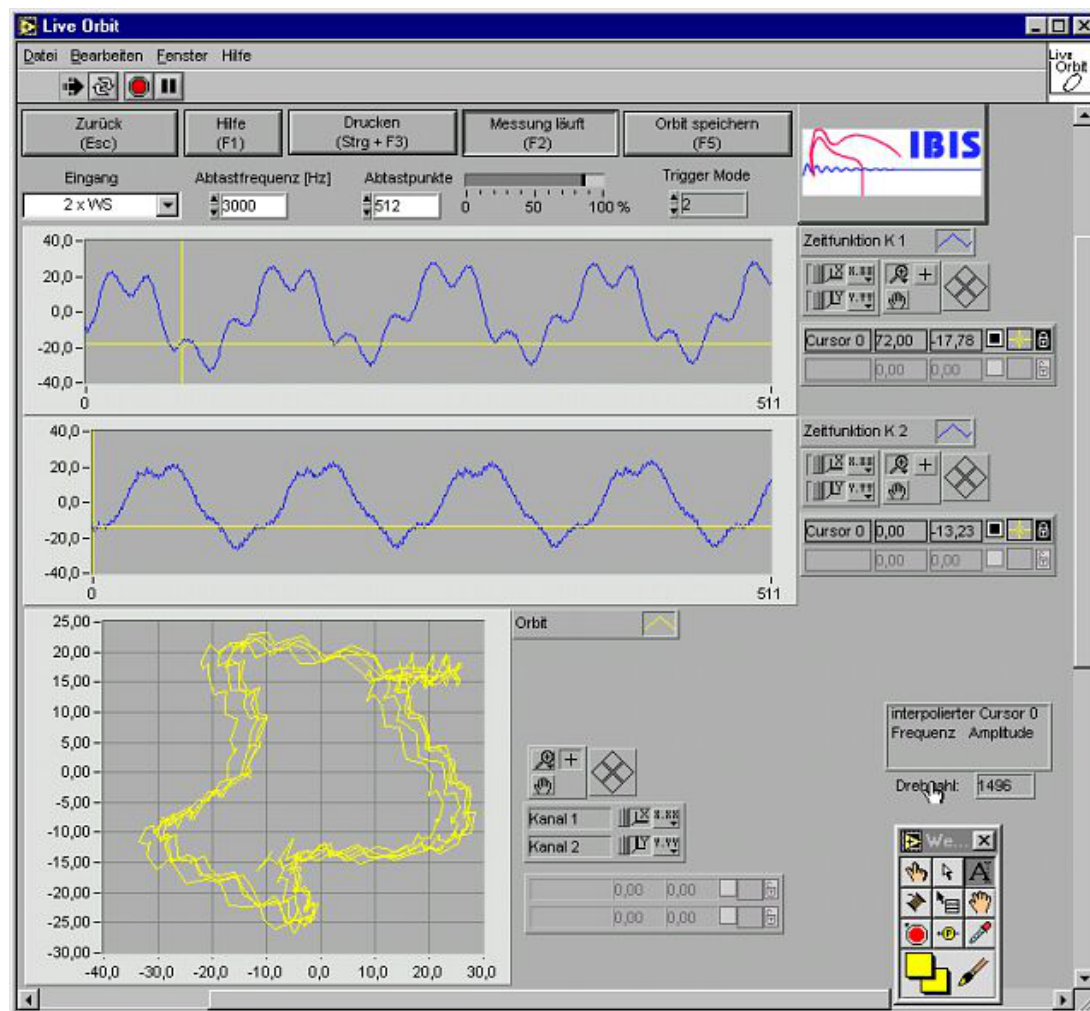 Live Orbit
Datei Bearbeiten Fenster Hilfe
Live Orbit
Zurück (Esc)
Hilfe (F1)
Drucken (Strg + F3)
Messung läuft (F2)
Orbit speichern (F5)
IBIS
Eingang
2 x WS
Abtastfrequenz [Hz]
3000
Abtastpunkte
512
0 50 100 %
Trigger Mode
2
40,0
20,0
0,0
-20,0
-40,0
0 511
Zeitfunktion K 1
X X.XX
Y Y.YY
Cursor 0 72,00 -17,78
0,00 0,00
40,0
20,0
0,0
-20,0
-40,0
0 511
Zeitfunktion K 2
X X.XX
Y Y.YY
Cursor 0 0,00 -13,23
0,00 0,00
25,00
20,00
15,00
10,00
5,00
0,00
-5,00
-10,00
-15,00
-20,00
-25,00
-30,00
-40,0 -30,0 -20,0 -10,0 0,0 10,0 20,0 30,0
Orbit
Kanal 1 X X.XX
Kanal 2 Y Y.YY
0,00 0,00
0,00 0,00
interpolierter Cursor 0
Frequenz Amplitude
1496
We...
A
P